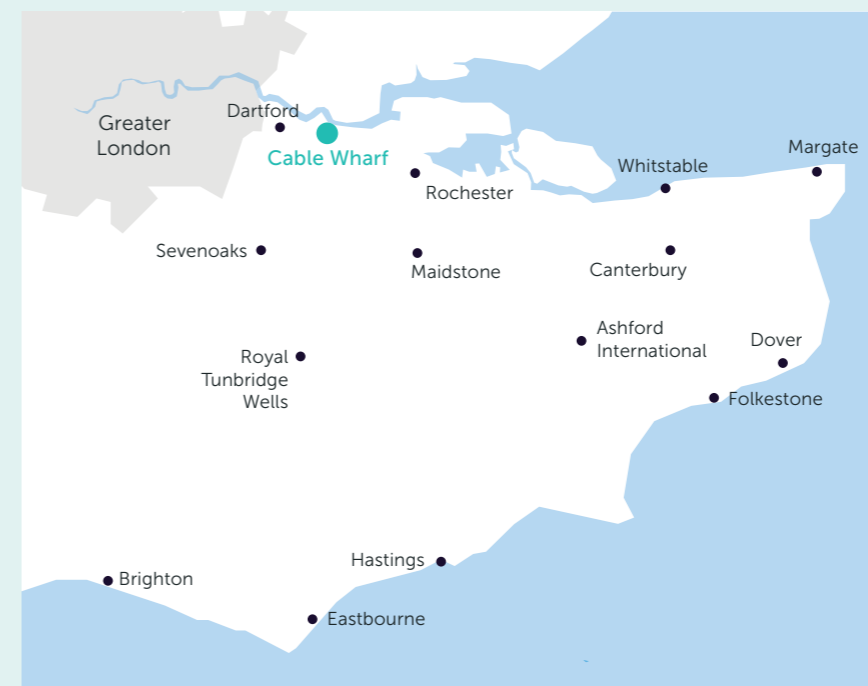 Dartford
Greater
London
Cable Wharf
Margate
Whitstable
Rochester
Sevenoaks
Maidstone
Canterbury
Ashford
International
Dover
Royal
Tunbridge
Wells
Folkestone
Hastings
Brighton
Eastbourne